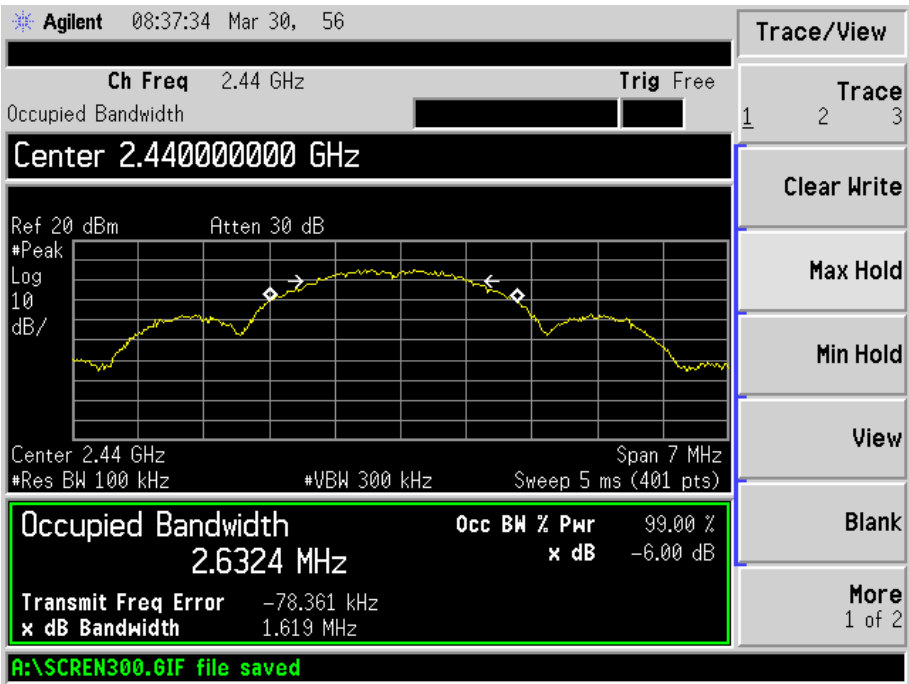 Agilent 08:37:34 Mar 30, 56
Trace/View
Ch Freq 2.44 GHz Trig Free
Occupied Bandwidth
Trace
1 2 3
Center 2.440000000 GHz
Clear Write
Ref 20 dBm Atten 30 dB
#Peak
Log
10
dB/
Max Hold
Min Hold
View
Center 2.44 GHz Span 7 MHz
#Res BW 100 kHz #VBW 300 kHz Sweep 5 ms (401 pts)
Occupied Bandwidth Occ BW % Pwr 99.00 %
2.6324 MHz x dB -6.00 dB
Blank
Transmit Freq Error -78.361 kHz
x dB Bandwidth 1.619 MHz
More
1 of 2
A:\SCREN300.GIF file saved